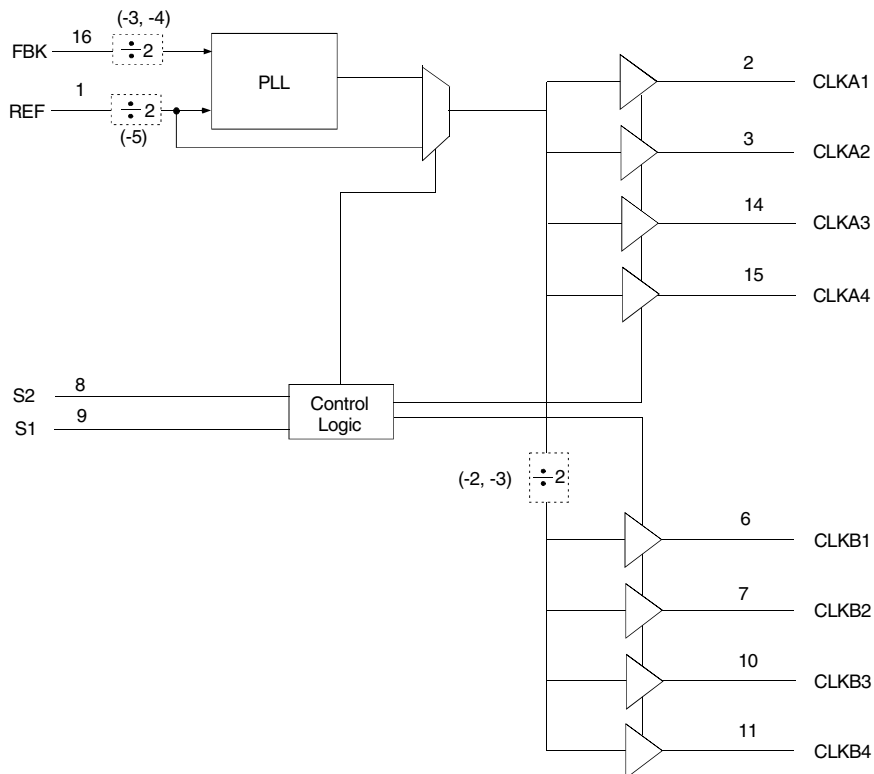 (-3, -4)
FBK 16 ÷2
PLL
REF 1 ÷2
(-5)
2 CLKA1
3 CLKA2
14 CLKA3
15 CLKA4
S2 8
S1 9
Control
Logic
(-2, -3) ÷2
6 CLKB1
7 CLKB2
10 CLKB3
11 CLKB4